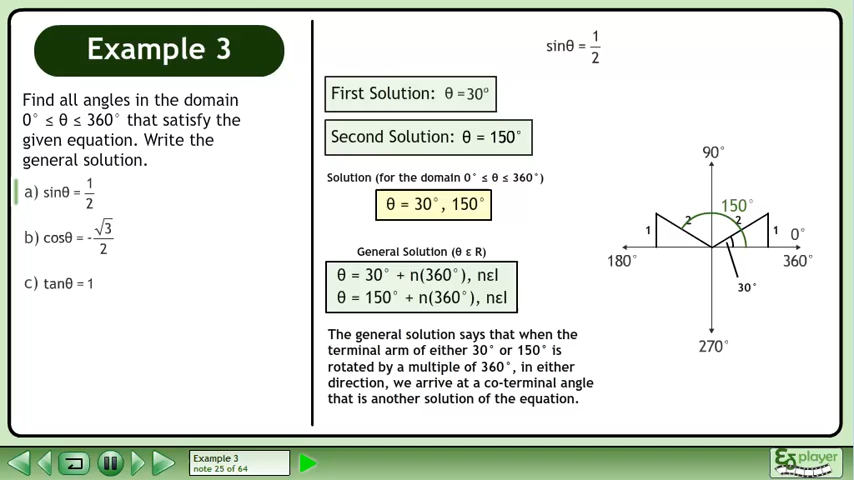 Example 3
Find all angles in the domain
0° ≤ θ ≤ 360° that satisfy the
given equation. Write the
general solution.
a) sinθ = 1/2
b) cosθ = -√3/2
c) tanθ = 1
sinθ = 1/2
First Solution: θ = 30°
Second Solution: θ = 150°
Solution (for the domain 0° ≤ θ ≤ 360°)
θ = 30°, 150°
General Solution (θ ε R)
θ = 30° + n(360°), nεI
θ = 150° + n(360°), nεI
The general solution says that when the
terminal arm of either 30° or 150° is
rotated by a multiple of 360°, in either
direction, we arrive at a co-terminal angle
that is another solution of the equation.
90°
150°
2 2
1 1 0°
180° 360°
30°
270°
Example 3
note 25 of 64
player